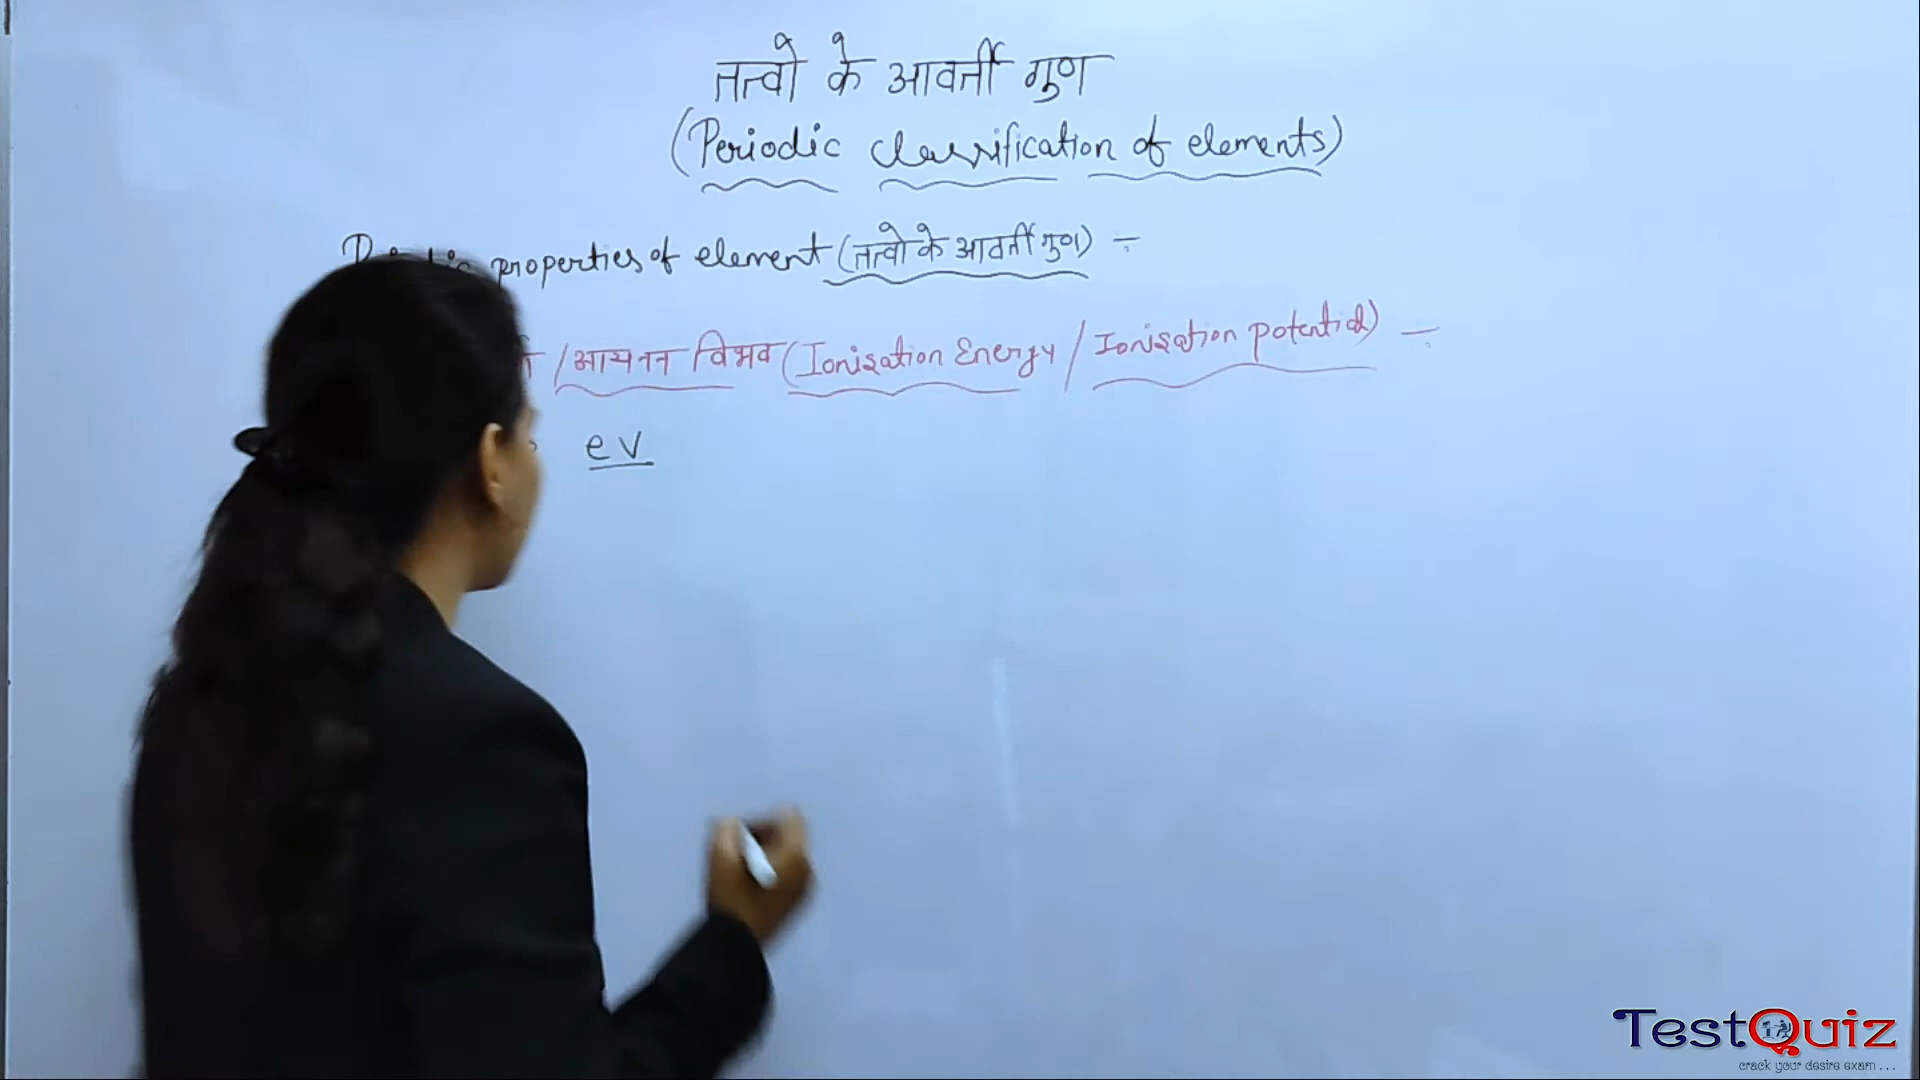 तत्वो के आवर्ती गुण
(Periodic classification of elements)
properties of element (तत्वो के आवर्ती गुण) -
/आयनन विभव (Ionisation Energy / Ionisation potential) -
ev
TestQuiz
crack your desire exam...